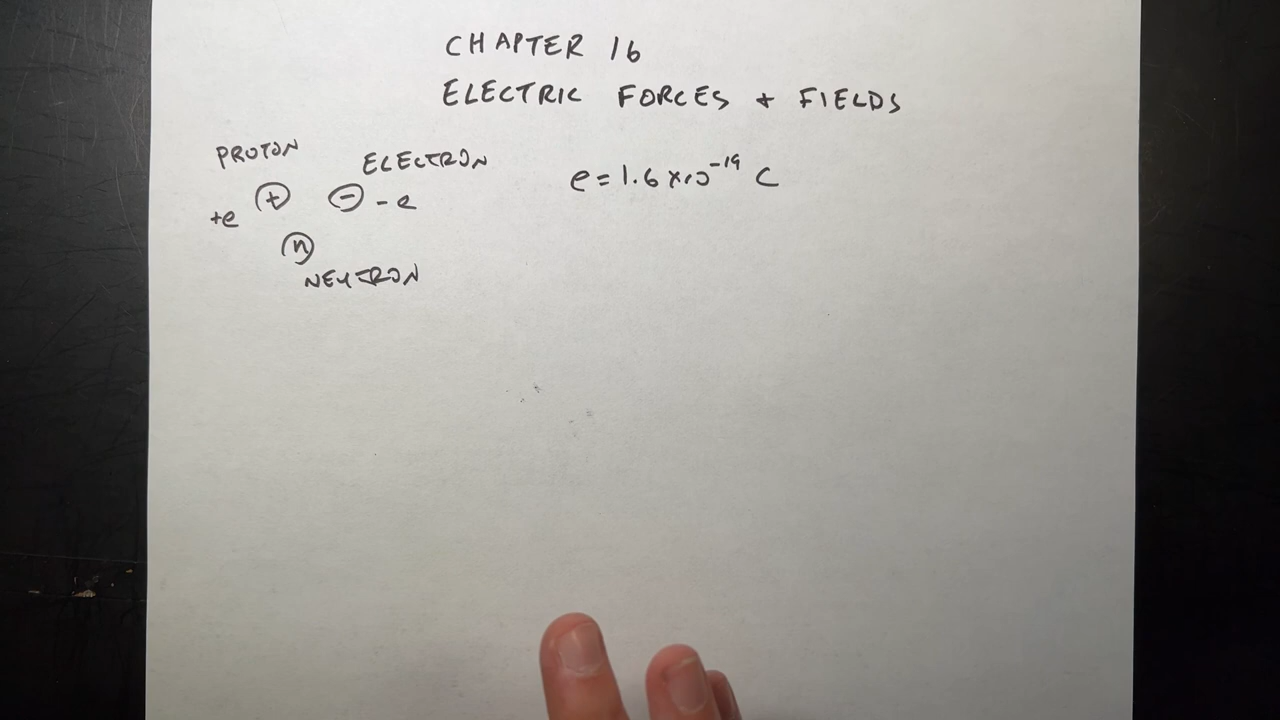 CHAPTER 16
ELECTRIC FORCES + FIELDS
PROTON
ELECTRON
e = 1.6 x 10^-19 C
+e
+
- -e
n
NEUTRON